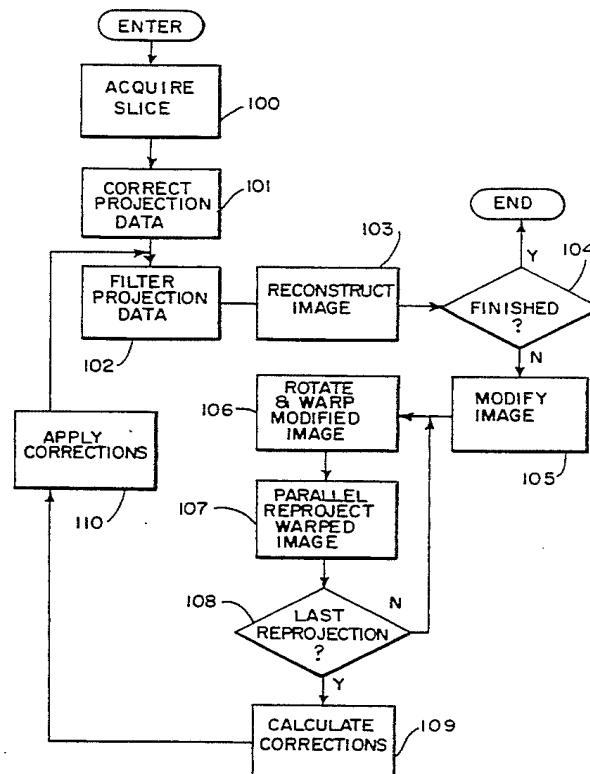 ENTER
ACQUIRE
SLICE
100
CORRECT
PROJECTION
DATA
101
FILTER
PROJECTION
DATA
102
RECONSTRUCT
IMAGE
103
END
Y
104
FINISHED
?
N
MODIFY
IMAGE
105
106
ROTATE
& WARP
MODIFIED
IMAGE
107
PARALLEL
REPROJECT
WARPED
IMAGE
108
LAST
REPROJECTION
?
N
Y
CALCULATE
CORRECTIONS
109
APPLY
CORRECTIONS
110